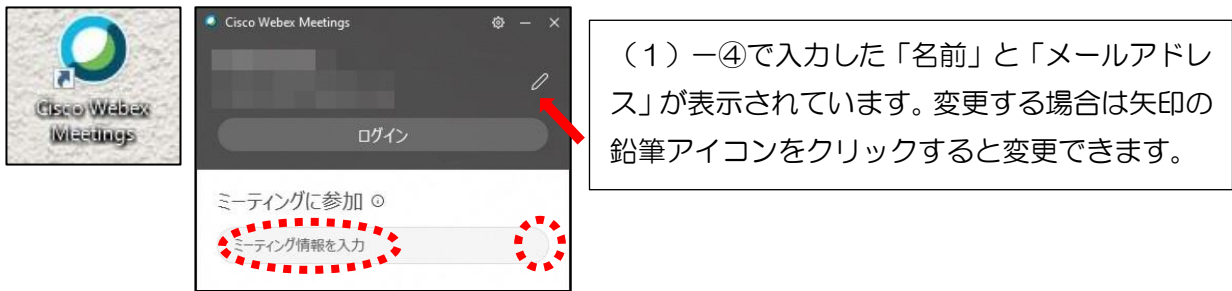 Cisco Webex
Meetings
Cisco Webex Meetings
ログイン
ミーティングに参加
ミーティング情報を入力
（１）－④で入力した「名前」と「メールアドレ
ス」が表示されています。変更する場合は矢印の
鉛筆アイコンをクリックすると変更できます。